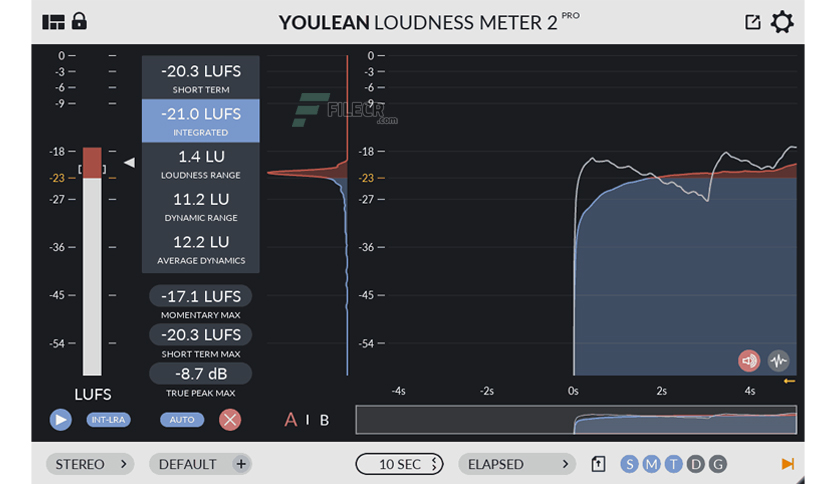 YOULEAN LOUDNESS METER 2 PRO
0
-3
-6
-9
-18
-23
-27
-36
-45
-54
LUFS
-20.3 LUFS
SHORT TERM
-21.0 LUFS
INTEGRATED
1.4 LU
LOUDNESS RANGE
11.2 LU
DYNAMIC RANGE
12.2 LU
AVERAGE DYNAMICS
-17.1 LUFS
MOMENTARY MAX
-20.3 LUFS
SHORT TERM MAX
-8.7 dB
TRUE PEAK MAX
FILECR
.com
0
-3
-6
-9
-18
-23
-27
-36
-45
-54
-4s -2s 0s 2s 4s
INT-LRA AUTO A I B
STEREO DEFAULT + 10 SEC ELAPSED S M T D G